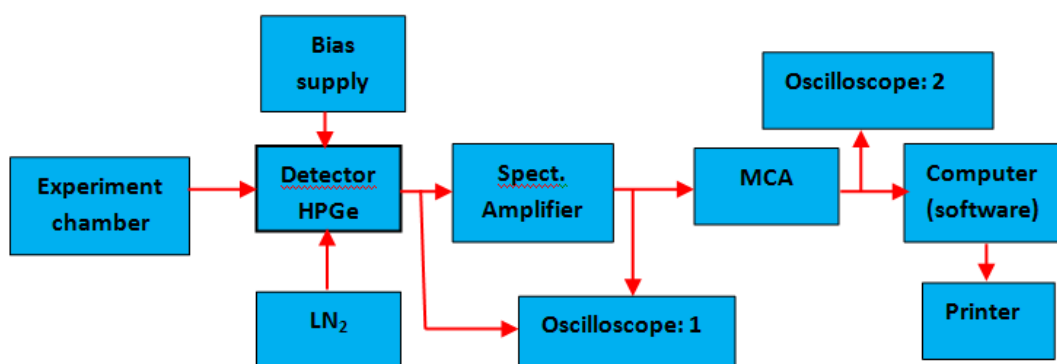 Bias
supply
Oscilloscope: 2
Experiment
chamber
Detector
HPGe
Spect.
Amplifier
MCA
Computer
(software)
LN₂
Oscilloscope: 1
Printer